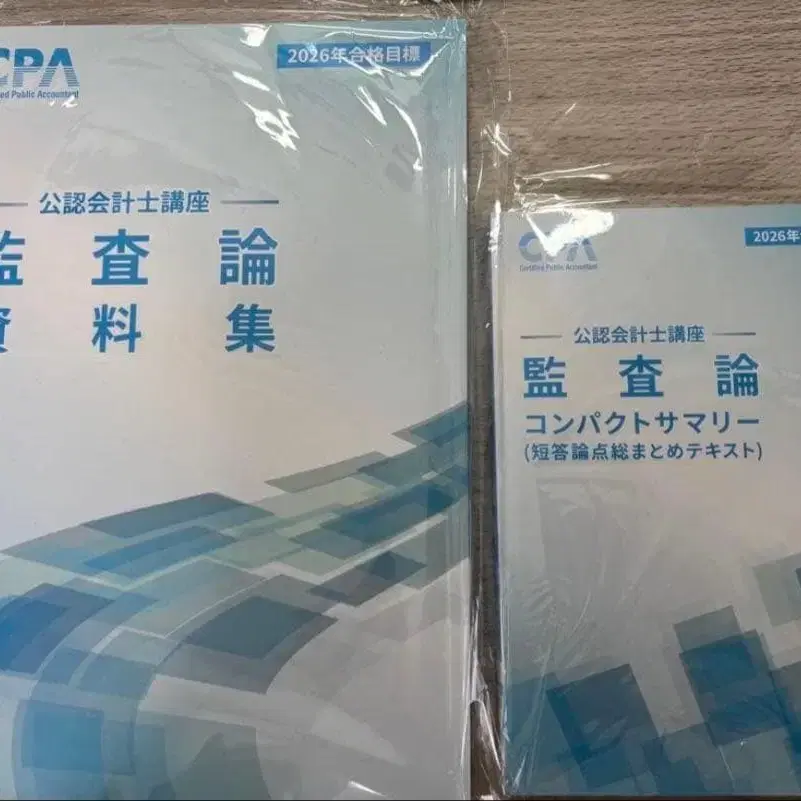 CPA
Certified Public Accountant
2026年合格目標
公認会計士講座
監査論
資料集
CPA
Certified Public Accountant
2026年
公認会計士講座
監査論
コンパクトサマリー
(短答論点総まとめテキスト)